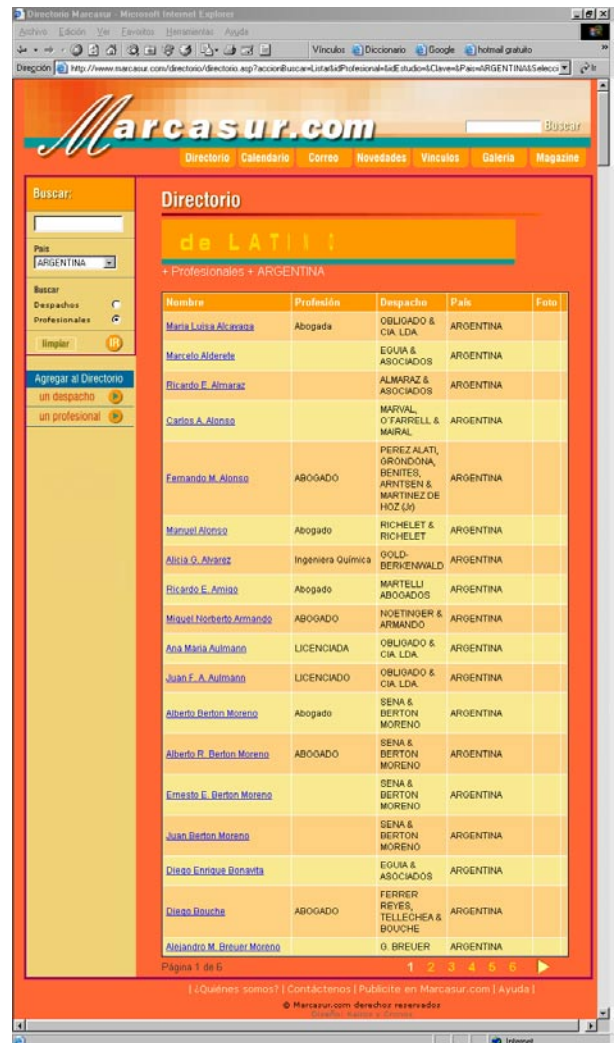 Directorio Marcasur - Microsoft Internet Explorer
Archivo Edición Ver Favoritos Herramientas Ayuda
Vínculos Diccionario Google hotmail gratuito
Dirección http://www.marcasur.com/directorio/directorio.asp?accionBuscar=Listar&idProfesional=&idEstudio=&Clave=&Pais=ARGENTINA&Selecci
Marcasur.com
Buscar
Directorio Calendario Correo Novedades Vinculos Galeria Magazine
Buscar:
País
ARGENTINA
Buscar
Despachos
Profesionales
limpiar IR
Agregar al Directorio
un despacho
un profesional
Directorio
de LATIN
+ Profesionales + ARGENTINA
Nombre Profesión Despacho País Foto
Maria Luisa Alcavaga Abogada OBLIGADO & CIA. LDA. ARGENTINA
Marcelo Alderete EGUIA & ASOCIADOS ARGENTINA
Ricardo E. Almaraz ALMARAZ & ASOCIADOS ARGENTINA
Carlos A. Alonso MARVAL, O'FARRELL & MAIRAL ARGENTINA
Fernando M. Alonso ABOGADO PEREZ ALATI, GRONDONA, BENITES, ARNTSEN & MARTINEZ DE HOZ (Jr) ARGENTINA
Manuel Alonso Abogado RICHELET & RICHELET ARGENTINA
Alicia G. Alvarez Ingeniera Química GOLD-BERKENWALD ARGENTINA
Ricardo E. Amigo Abogado MARTELLI ABOGADOS ARGENTINA
Miguel Norberto Armando ABOGADO NOETINGER & ARMANDO ARGENTINA
Ana Maria Aulmann LICENCIADA OBLIGADO & CIA. LDA. ARGENTINA
Juan F. A. Aulmann LICENCIADO OBLIGADO & CIA. LDA. ARGENTINA
Alberto Berton Moreno Abogado SENA & BERTON MORENO ARGENTINA
Alberto R. Berton Moreno ABOGADO SENA & BERTON MORENO ARGENTINA
Ernesto E. Berton Moreno SENA & BERTON MORENO ARGENTINA
Juan Berton Moreno SENA & BERTON MORENO ARGENTINA
Diego Enrique Bonavita EGUIA & ASOCIADOS ARGENTINA
Diego Bouche ABOGADO FERRER REYES, TELLECHEA & BOUCHE ARGENTINA
Alejandro M. Breuer Moreno G. BREUER ARGENTINA
Página 1 de 6 1 2 3 4 5 6
| ¿Quiénes somos? | Contáctenos | Publicite en Marcasur.com | Ayuda |
© Marcasur.com derechos reservados
Internet